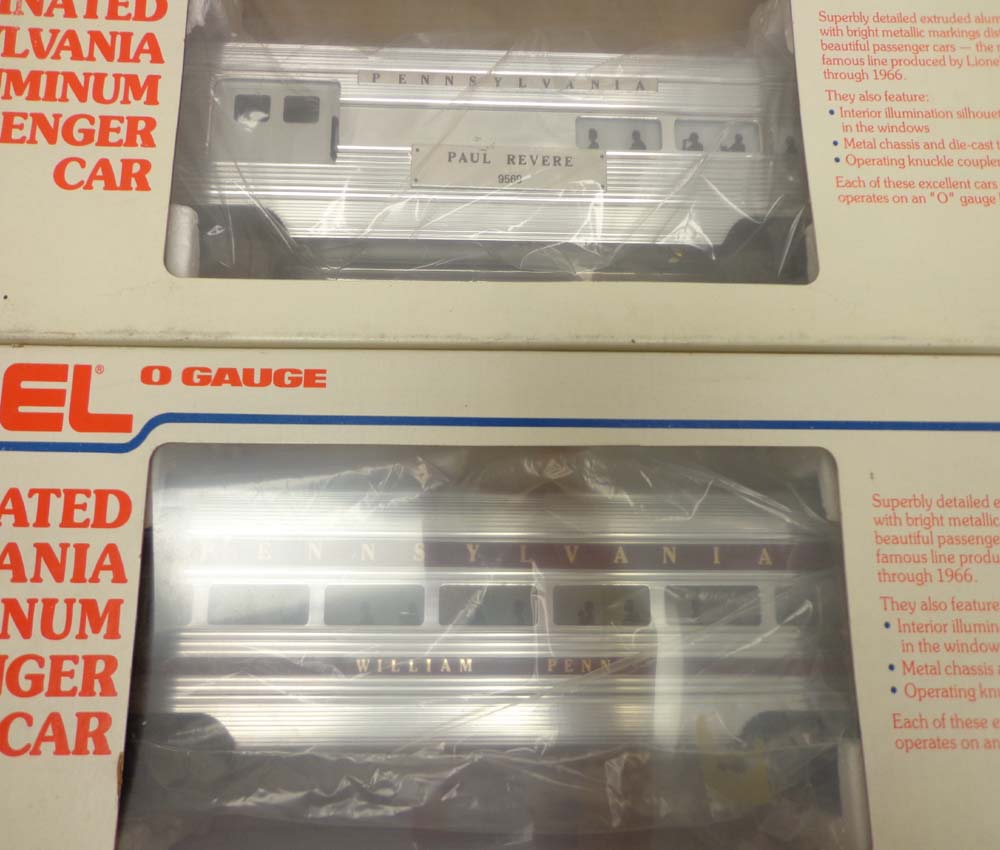 INATED
YLVANIA
UMINUM
ENGER
CAR
PENNSYLVANIA
PAUL REVERE
9569
Superbly detailed extruded alum
with bright metallic markings dis
beautiful passenger cars — the
famous line produced by Lione
through 1966.
They also feature:
• Interior illumination silhouet
in the windows
• Metal chassis and die-cast t
• Operating knuckle coupler
Each of these excellent cars
operates on an "O" gauge
EL® O GAUGE
ATED
ANIA
NUM
GER
CAR
PENNSYLVANIA
WILLIAM PENN
Superbly detailed e
with bright metallic
beautiful passenge
famous line produ
through 1966.
They also feature
• Interior illumin
in the window
• Metal chassis
• Operating kn
Each of these e
operates on an